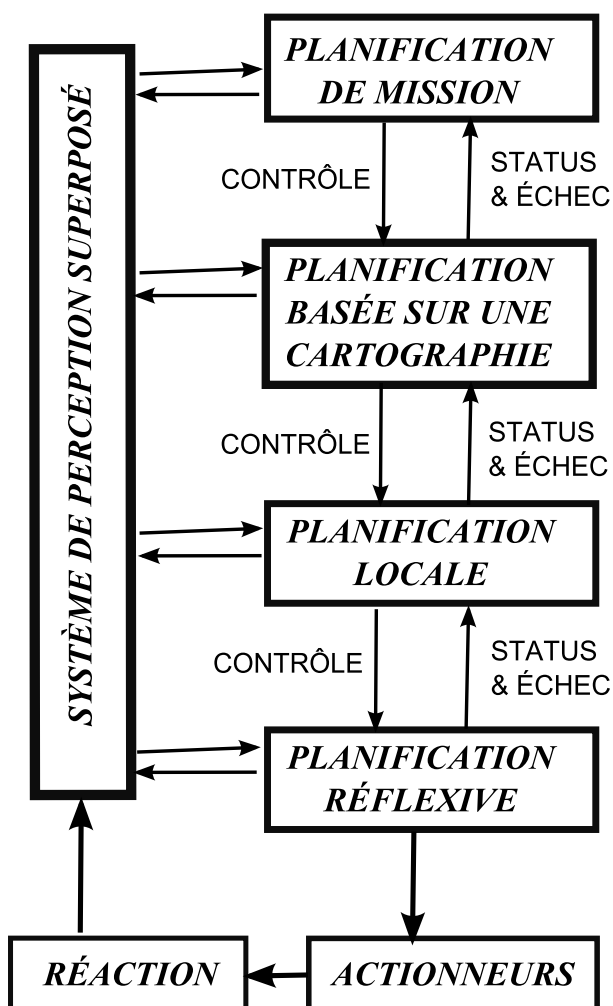 SYSTÈME DE PERCEPTION SUPERPOSÉ
PLANIFICATION
DE MISSION
CONTRÔLE
STATUS
& ÉCHEC
PLANIFICATION
BASÉE SUR UNE
CARTOGRAPHIE
CONTRÔLE
STATUS
& ÉCHEC
PLANIFICATION
LOCALE
CONTRÔLE
STATUS
& ÉCHEC
PLANIFICATION
RÉFLEXIVE
RÉACTION
ACTIONNEURS